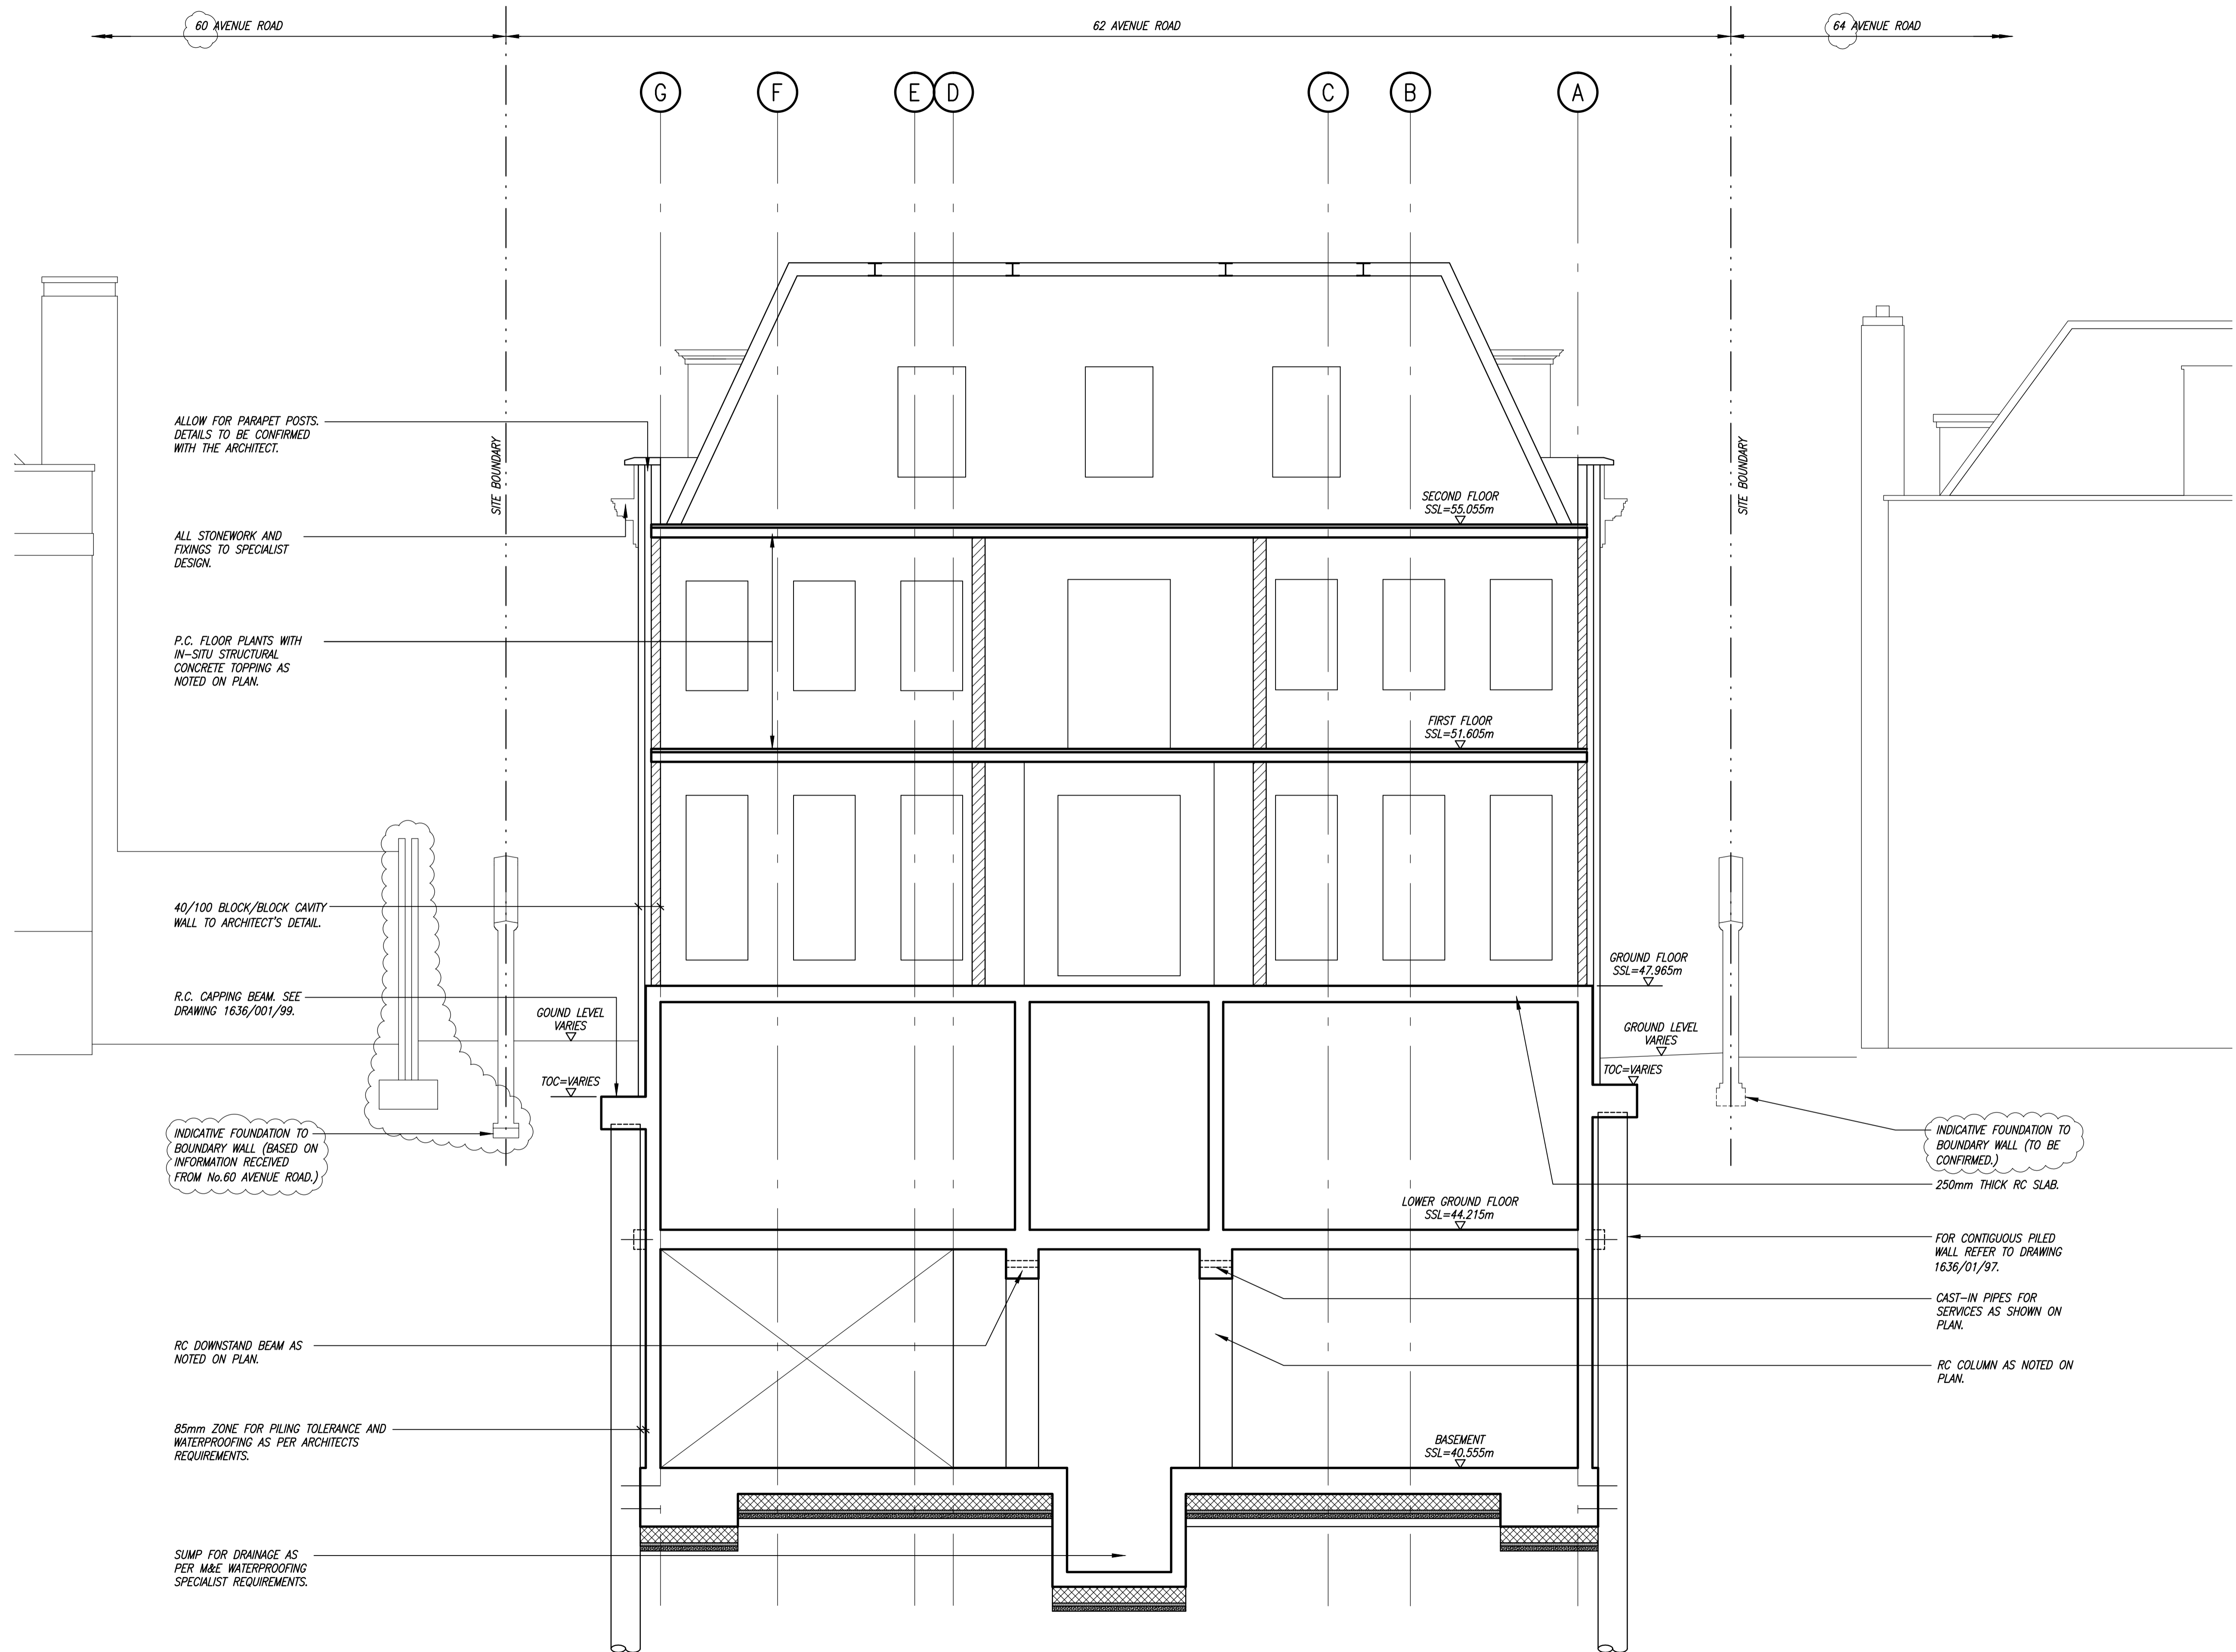 60 AVENUE ROAD
62 AVENUE ROAD
64 AVENUE ROAD
G
F
E
D
C
B
A
ALLOW FOR PARAPET POSTS.
DETAILS TO BE CONFIRMED
WITH THE ARCHITECT.
SITE BOUNDARY
SITE BOUNDARY
SECOND FLOOR
SSL=55.055m
ALL STONEWORK AND
FIXINGS TO SPECIALIST
DESIGN.
P.C. FLOOR PLANTS WITH
IN-SITU STRUCTURAL
CONCRETE TOPPING AS
NOTED ON PLAN.
FIRST FLOOR
SSL=51.605m
40/100 BLOCK/BLOCK CAVITY
WALL TO ARCHITECT'S DETAIL.
GROUND FLOOR
SSL=47.965m
R.C. CAPPING BEAM. SEE
DRAWING 1636/001/99.
GOUND LEVEL
VARIES
GROUND LEVEL
VARIES
TOC=VARIES
TOC=VARIES
INDICATIVE FOUNDATION TO
BOUNDARY WALL (BASED ON
INFORMATION RECEIVED
FROM No.60 AVENUE ROAD.)
INDICATIVE FOUNDATION TO
BOUNDARY WALL (TO BE
CONFIRMED.)
250mm THICK RC SLAB.
LOWER GROUND FLOOR
SSL=44.215m
FOR CONTIGUOUS PILED
WALL REFER TO DRAWING
1636/01/97.
CAST-IN PIPES FOR
SERVICES AS SHOWN ON
PLAN.
RC DOWNSTAND BEAM AS
NOTED ON PLAN.
RC COLUMN AS NOTED ON
PLAN.
85mm ZONE FOR PILING TOLERANCE AND
WATERPROOFING AS PER ARCHITECTS
REQUIREMENTS.
BASEMENT
SSL=40.555m
SUMP FOR DRAINAGE AS
PER M&E WATERPROOFING
SPECIALIST REQUIREMENTS.